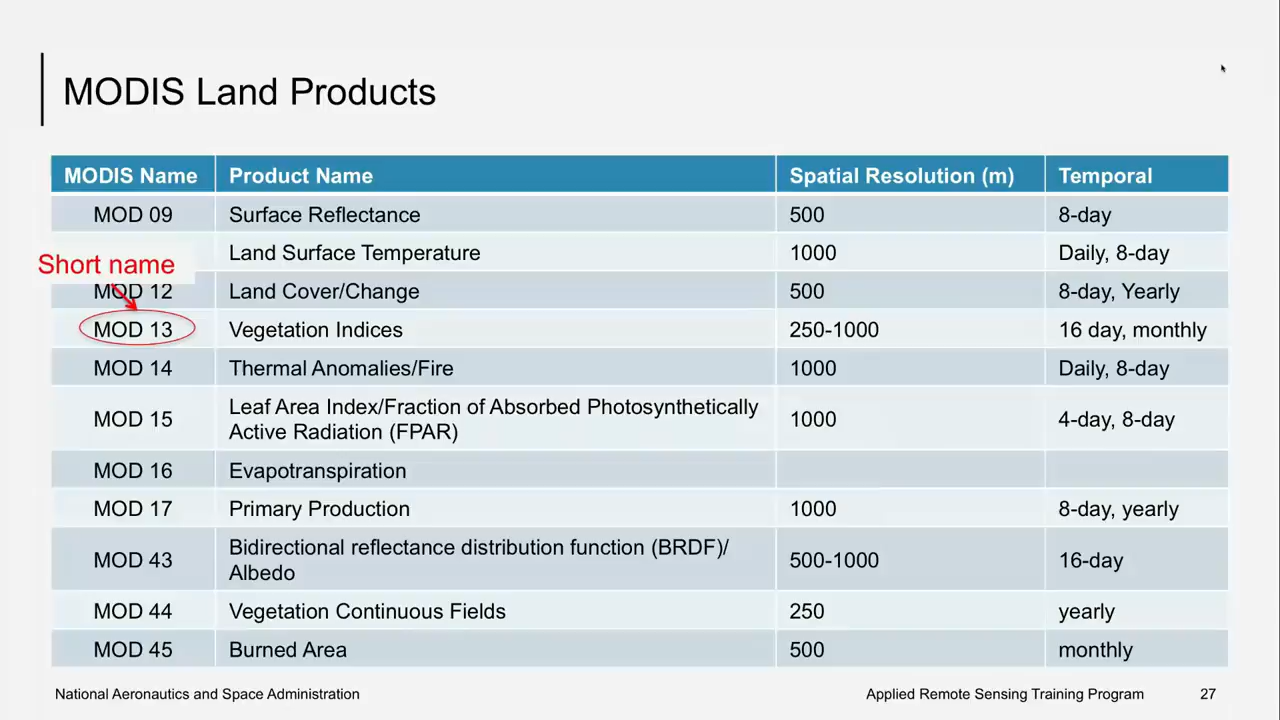 MODIS Land Products
MODIS Name Product Name Spatial Resolution (m) Temporal
MOD 09 Surface Reflectance 500 8-day
Land Surface Temperature 1000 Daily, 8-day
Short name
MOD 12 Land Cover/Change 500 8-day, Yearly
MOD 13 Vegetation Indices 250-1000 16 day, monthly
MOD 14 Thermal Anomalies/Fire 1000 Daily, 8-day
MOD 15 Leaf Area Index/Fraction of Absorbed Photosynthetically
Active Radiation (FPAR) 1000 4-day, 8-day
MOD 16 Evapotranspiration
MOD 17 Primary Production 1000 8-day, yearly
MOD 43 Bidirectional reflectance distribution function (BRDF)/
Albedo 500-1000 16-day
MOD 44 Vegetation Continuous Fields 250 yearly
MOD 45 Burned Area 500 monthly
National Aeronautics and Space Administration Applied Remote Sensing Training Program 27